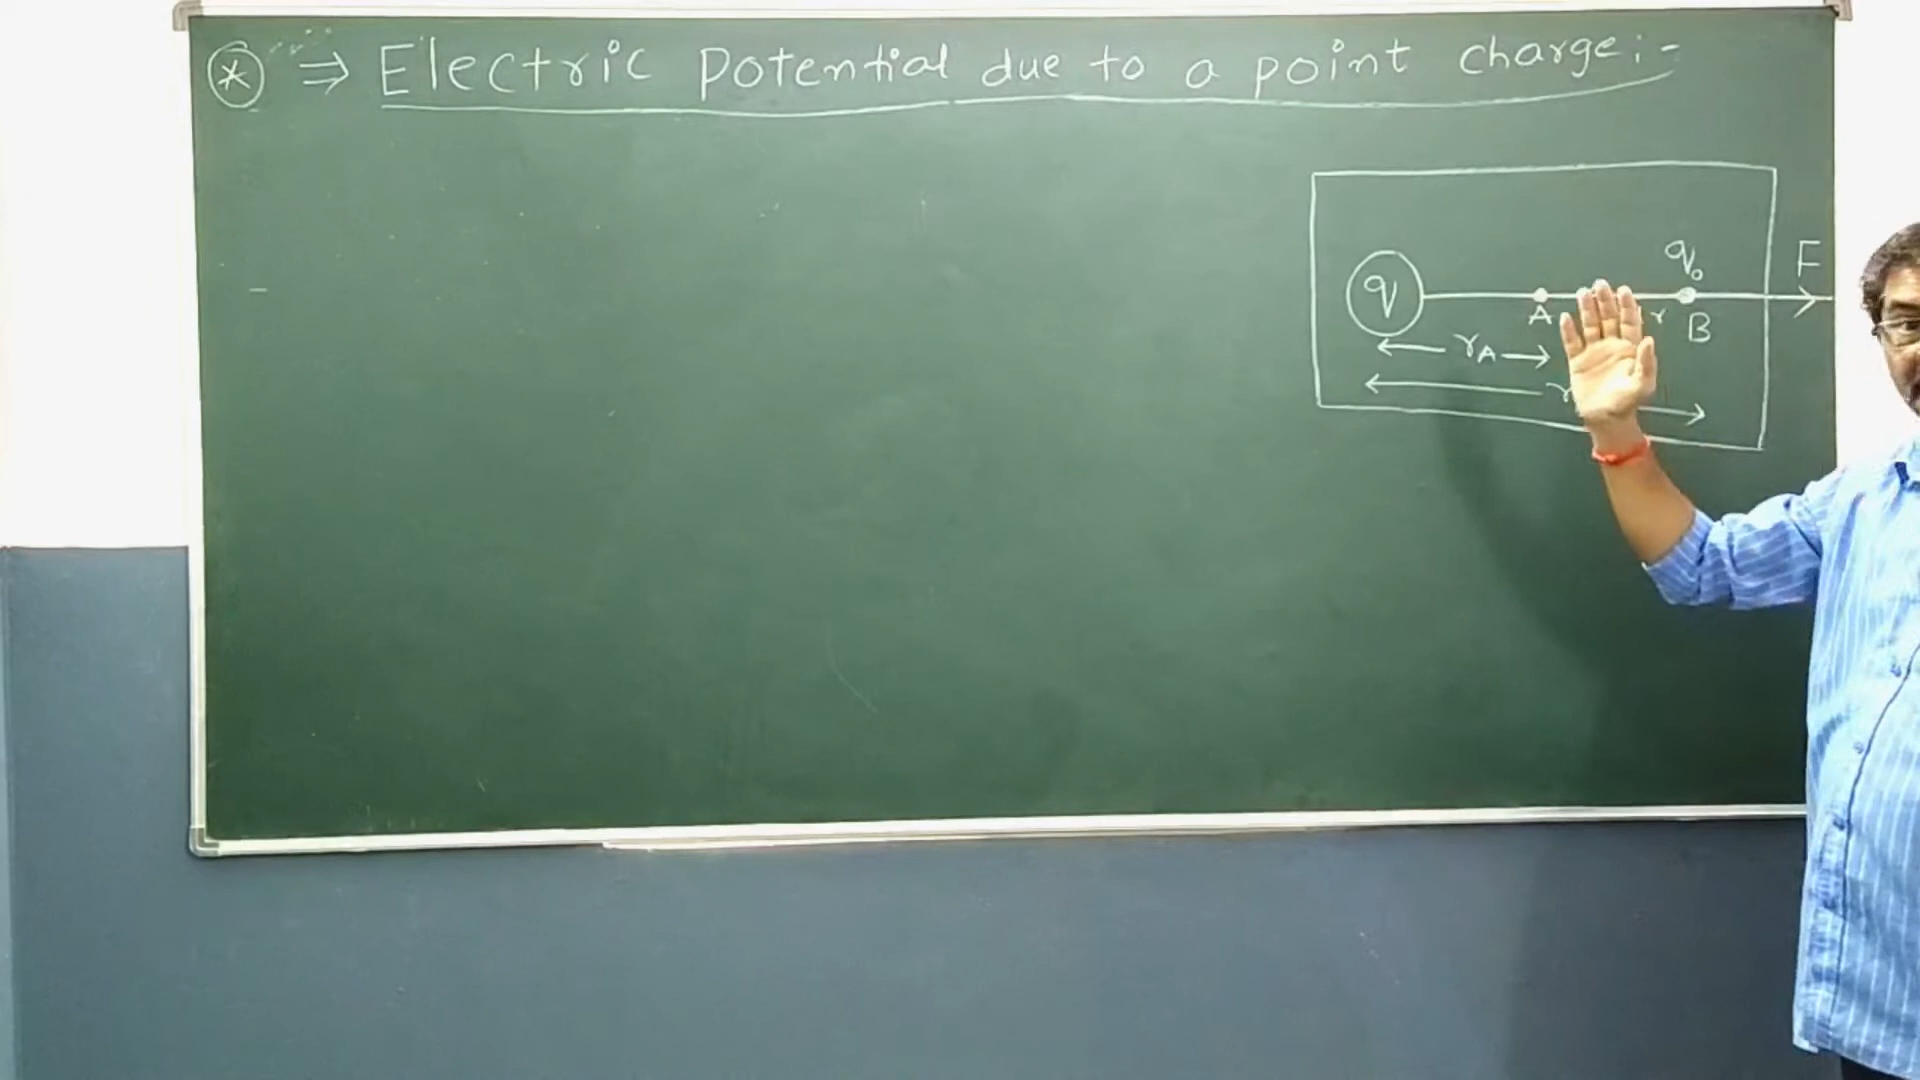 * ⇒ Electric Potential due to a point charge:-
q₀ F
q
A r B
← r_A →
← r →